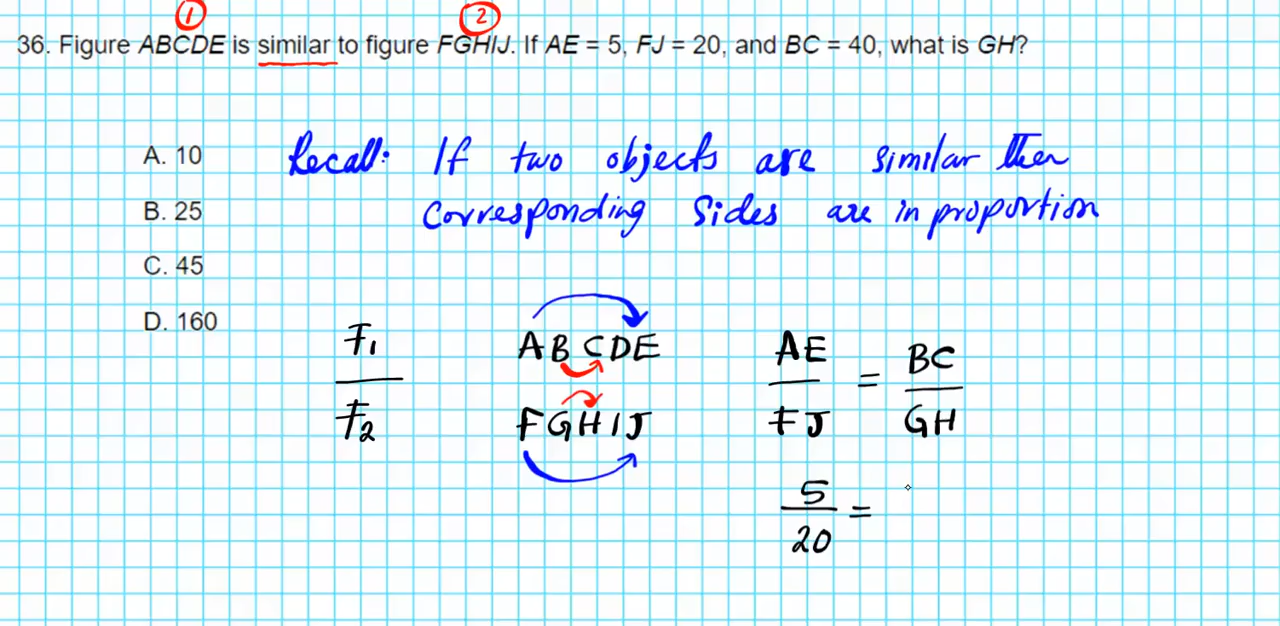 1 2
36. Figure ABCDE is similar to figure FGHIJ. If AE = 5, FJ = 20, and BC = 40, what is GH?
A. 10
Recall: If two objects are similar then
B. 25
corresponding sides are in proportion
C. 45
D. 160
F1
F2
ABCDE
FGHIJ
AE = BC
FJ GH
5 =
20